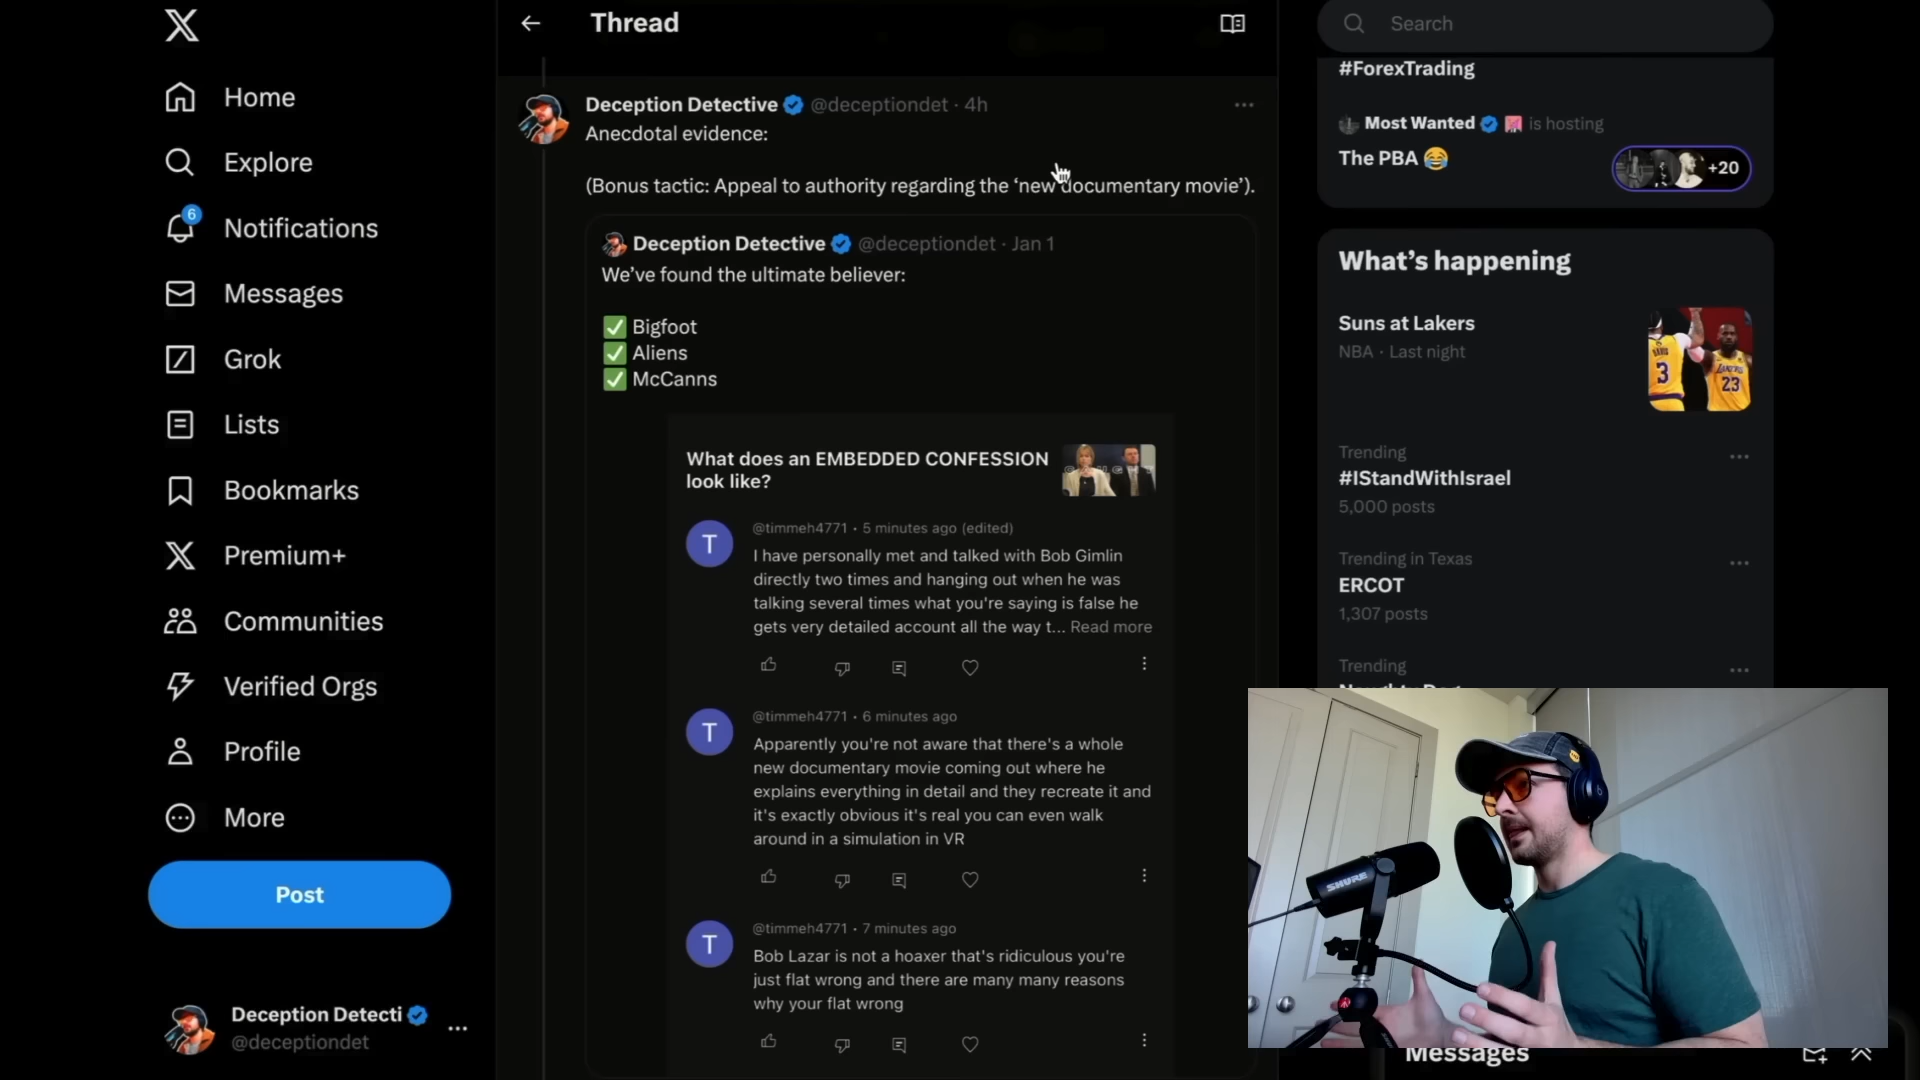 Home
Explore
6
Notifications
Messages
Grok
Lists
Bookmarks
Premium+
Communities
Verified Orgs
Profile
More
Post
Deception Detecti
@deceptiondet
Thread
Deception Detective @deceptiondet · 4h
Anecdotal evidence:
(Bonus tactic: Appeal to authority regarding the ‘new documentary movie’).
Deception Detective @deceptiondet · Jan 1
We’ve found the ultimate believer:
✅ Bigfoot
✅ Aliens
✅ McCanns
What does an EMBEDDED CONFESSION
look like?
T
@timmeh4771 • 5 minutes ago (edited)
I have personally met and talked with Bob Gimlin
directly two times and hanging out when he was
talking several times what you're saying is false he
gets very detailed account all the way t... Read more
T
@timmeh4771 • 6 minutes ago
Apparently you're not aware that there's a whole
new documentary movie coming out where he
explains everything in detail and they recreate it and
it's exactly obvious it's real you can even walk
around in a simulation in VR
T
@timmeh4771 • 7 minutes ago
Bob Lazar is not a hoaxer that's ridiculous you're
just flat wrong and there are many many reasons
why your flat wrong
Search
#ForexTrading
Most Wanted is hosting
The PBA 😂
+20
What’s happening
Suns at Lakers
NBA · Last night
3
23
Trending
#IStandWithIsrael
5,000 posts
Trending in Texas
ERCOT
1,307 posts
Trending
SHURE
Messages